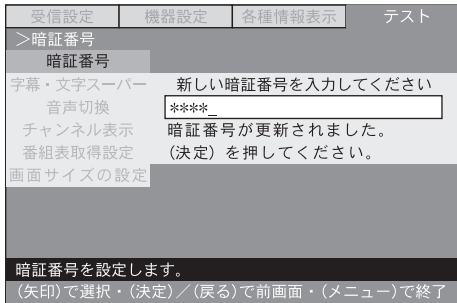 受信設定 機器設定 各種情報表示 テスト
＞暗証番号
暗証番号
字幕・文字スーパー
音声切換
チャンネル表示
番組表取得設定
画面サイズの設定
新しい暗証番号を入力してください
****_
暗証番号が更新されました。
(決定) を押してください。
暗証番号を設定します。
(矢印)で選択・(決定)／(戻る)で前画面・(メニュー)で終了